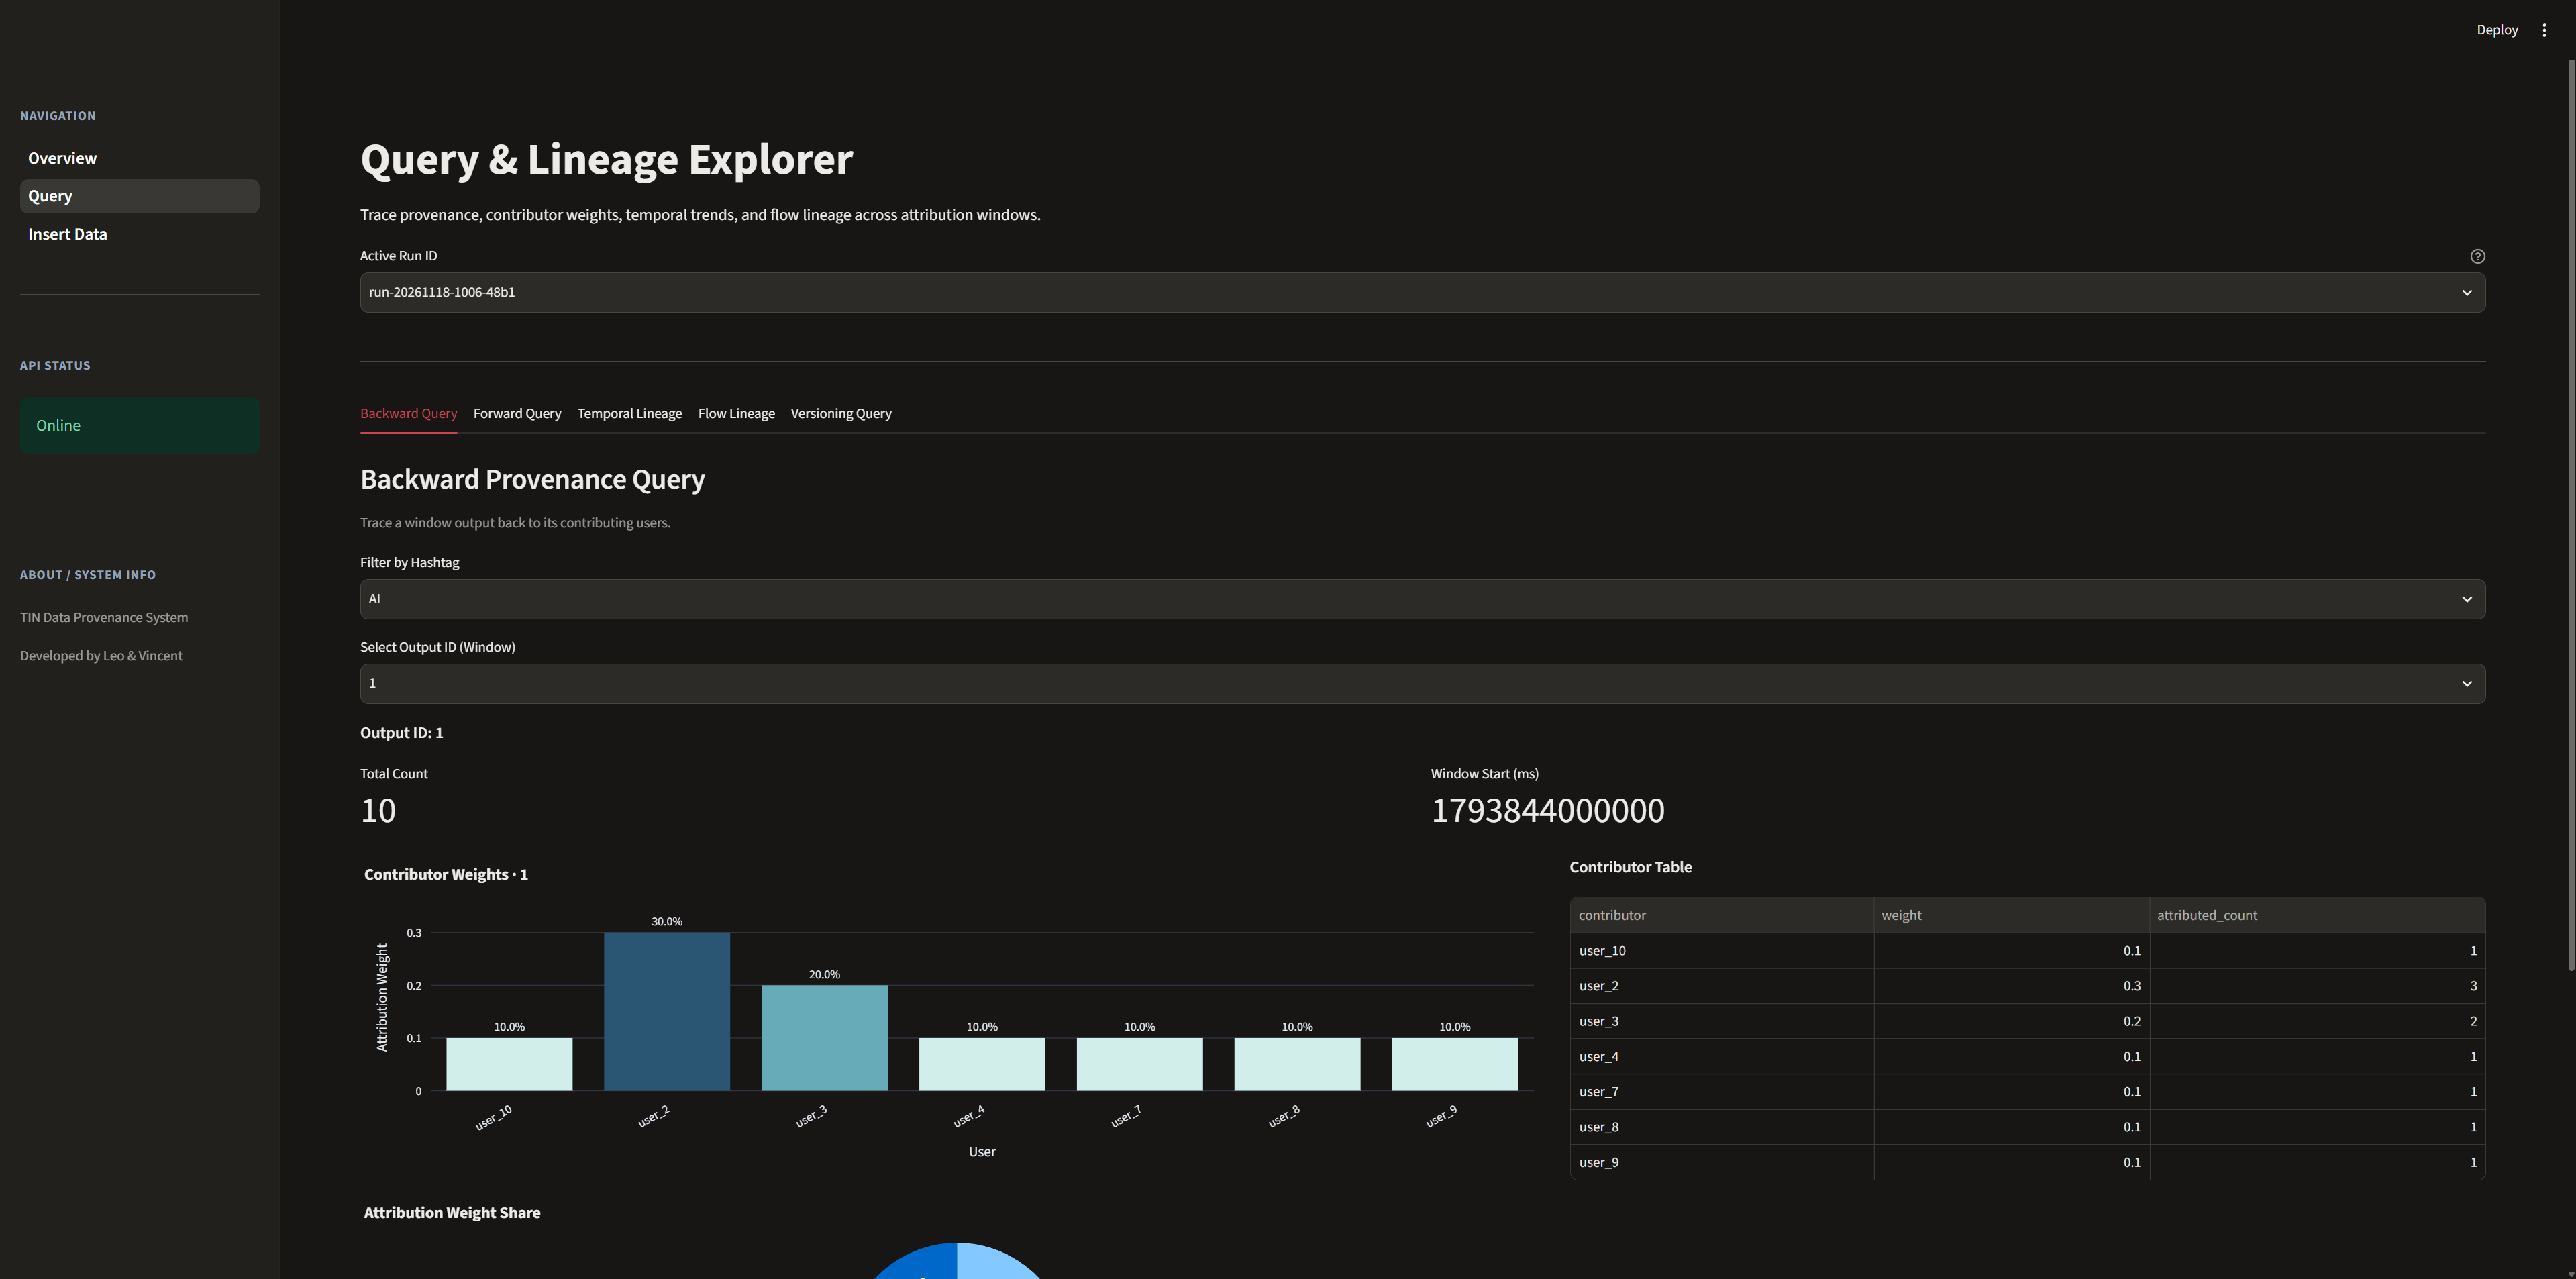 Deploy
NAVIGATION
Overview
Query
Insert Data
API STATUS
Online
ABOUT / SYSTEM INFO
TIN Data Provenance System
Developed by Leo & Vincent
Query & Lineage Explorer
Trace provenance, contributor weights, temporal trends, and flow lineage across attribution windows.
Active Run ID
run-20261118-1006-48b1
Backward Query Forward Query Temporal Lineage Flow Lineage Versioning Query
Backward Provenance Query
Trace a window output back to its contributing users.
Filter by Hashtag
AI
Select Output ID (Window)
1
Output ID: 1
Total Count
10
Window Start (ms)
1793844000000
Contributor Weights · 1
Attribution Weight
0.3
0.2
0.1
0
10.0% 30.0% 20.0% 10.0% 10.0% 10.0% 10.0%
user_10 user_2 user_3 user_4 user_7 user_8 user_9
User
Contributor Table
contributor weight attributed_count
user_10 0.1 1
user_2 0.3 3
user_3 0.2 2
user_4 0.1 1
user_7 0.1 1
user_8 0.1 1
user_9 0.1 1
Attribution Weight Share